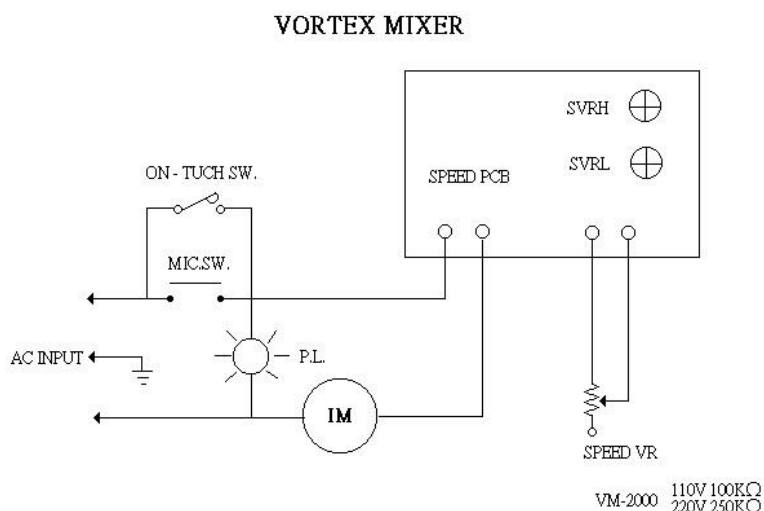 VORTEX MIXER
SVRH
SVRL
SPEED PCB
ON - TUCH SW.
MIC.SW.
AC INPUT
P.L.
IM
SPEED VR
VM-2000
110V 100KΩ
220V 250KΩ